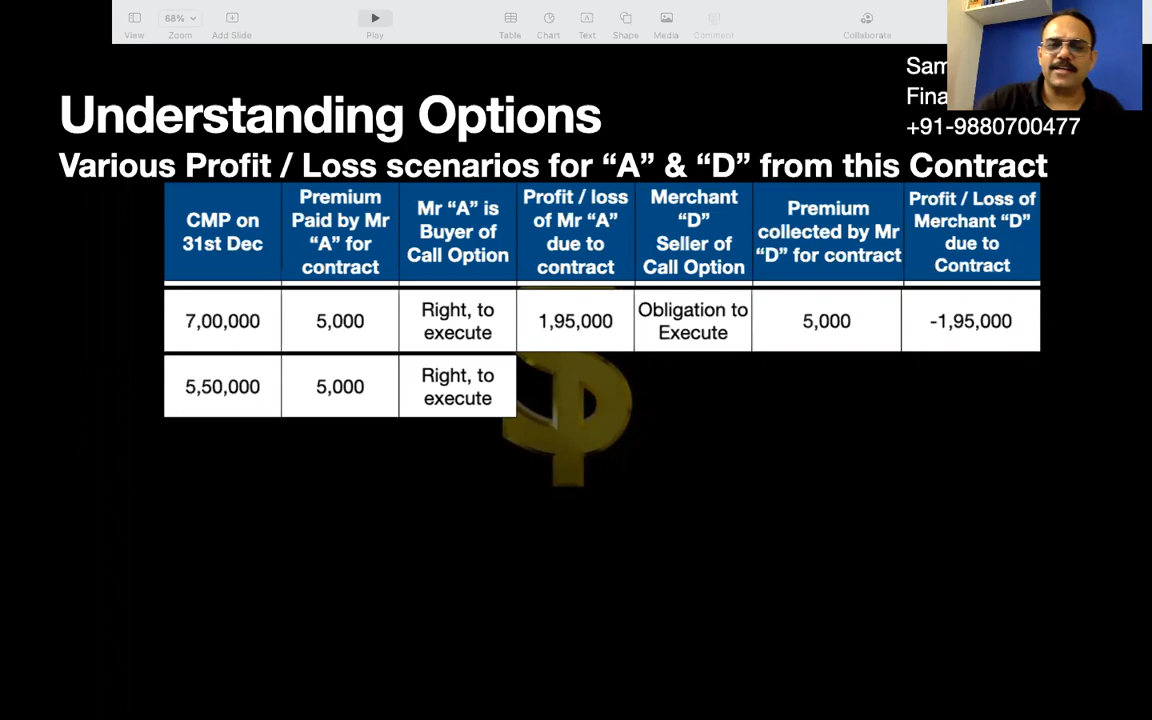 View
68%
Zoom
Add Slide
Play
Table
Chart
Text
Shape
Media
Comment
Collaborate
Sam
Fina
+91-9880700477
Understanding Options
Various Profit / Loss scenarios for “A” & “D” from this Contract
CMP on
31st Dec
Premium
Paid by Mr
“A” for
contract
Mr “A” is
Buyer of
Call Option
Profit / loss
of Mr “A”
due to
contract
Merchant
“D”
Seller of
Call Option
Premium
collected by Mr
“D” for contract
Profit / Loss of
Merchant “D”
due to
Contract
7,00,000
5,000
Right, to
execute
1,95,000
Obligation to
Execute
5,000
-1,95,000
5,50,000
5,000
Right, to
execute